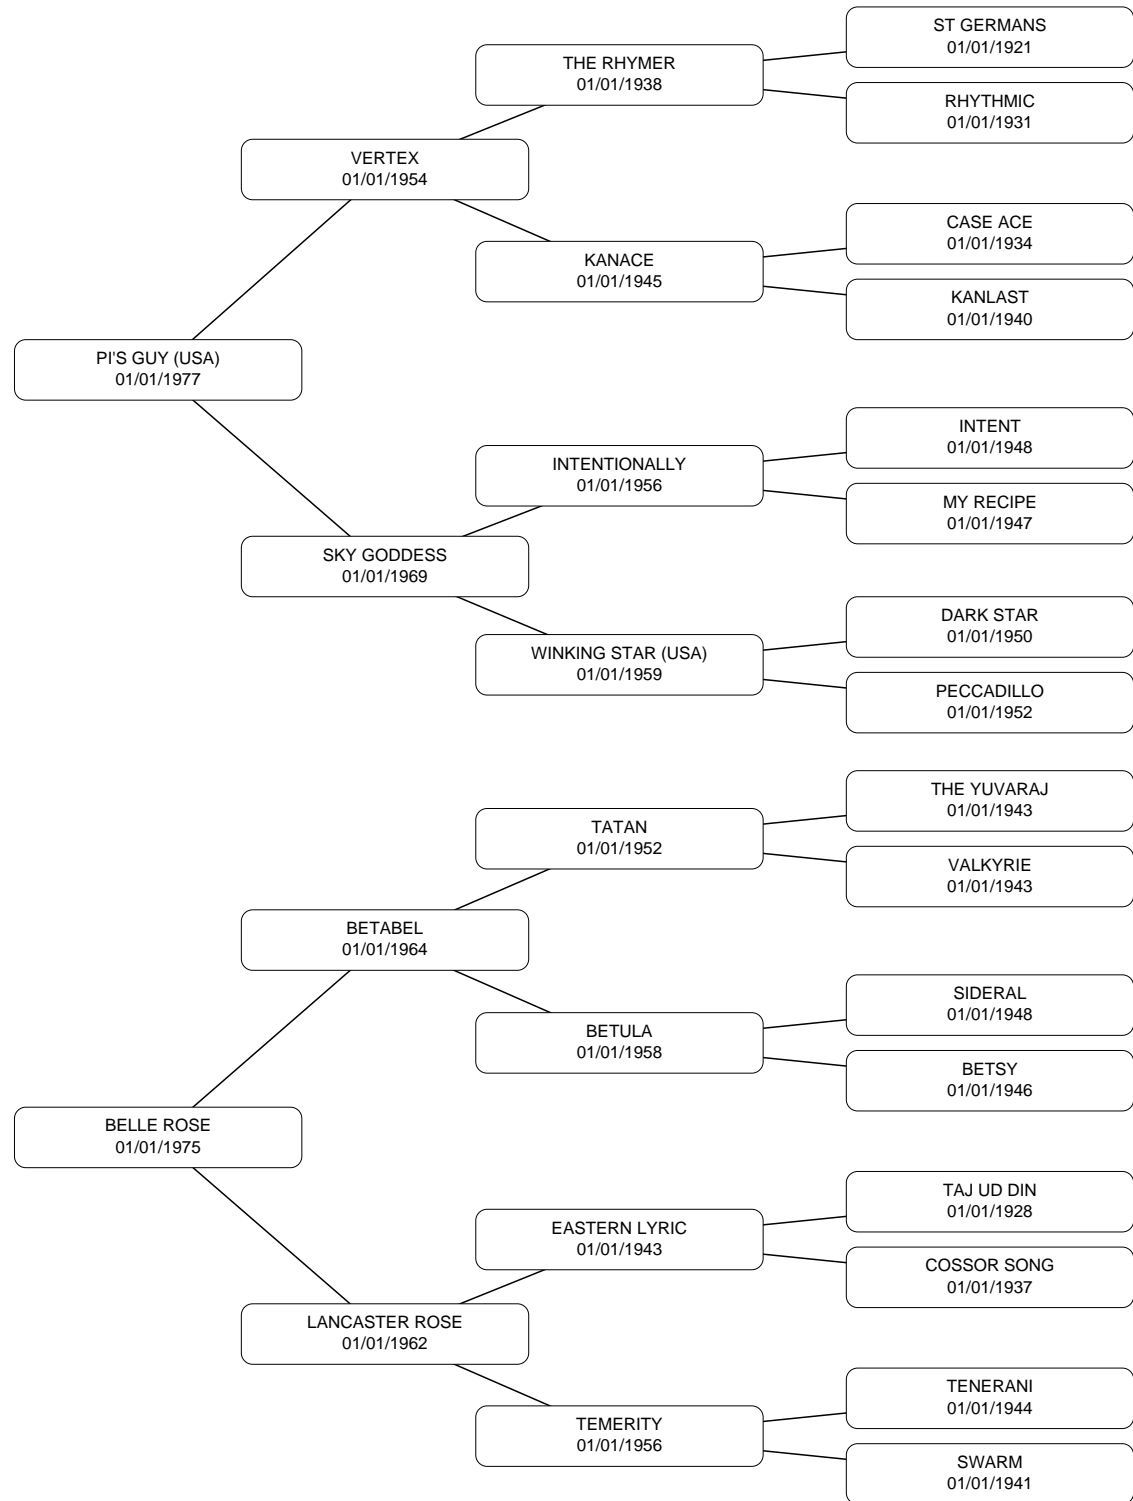 ST GERMANS
01/01/1921
THE RHYMER
01/01/1938
RHYTHMIC
01/01/1931
VERTEX
01/01/1954
CASE ACE
01/01/1934
KANACE
01/01/1945
KANLAST
01/01/1940
PI'S GUY (USA)
01/01/1977
INTENT
01/01/1948
INTENTIONALLY
01/01/1956
MY RECIPE
01/01/1947
SKY GODDESS
01/01/1969
DARK STAR
01/01/1950
WINKING STAR (USA)
01/01/1959
PECCADILLO
01/01/1952
THE YUVARAJ
01/01/1943
TATAN
01/01/1952
VALKYRIE
01/01/1943
BETABEL
01/01/1964
SIDERAL
01/01/1948
BETULA
01/01/1958
BETSY
01/01/1946
BELLE ROSE
01/01/1975
TAJ UD DIN
01/01/1928
EASTERN LYRIC
01/01/1943
COSSOR SONG
01/01/1937
LANCASTER ROSE
01/01/1962
TENERANI
01/01/1944
TEMERITY
01/01/1956
SWARM
01/01/1941